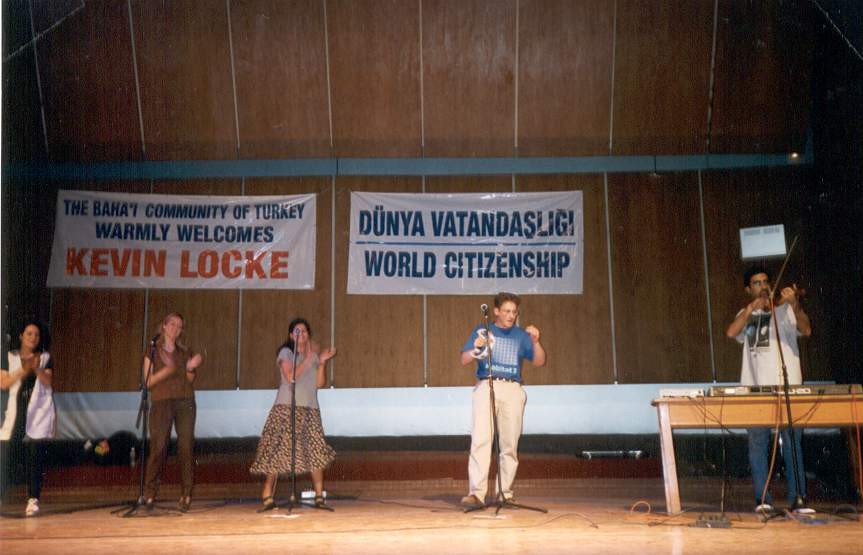 THE BAHA'I COMMUNITY OF TURKEY
WARMLY WELCOMES
KEVIN LOCKE
DÜNYA VATANDAŞLIĞI
WORLD CITIZENSHIP